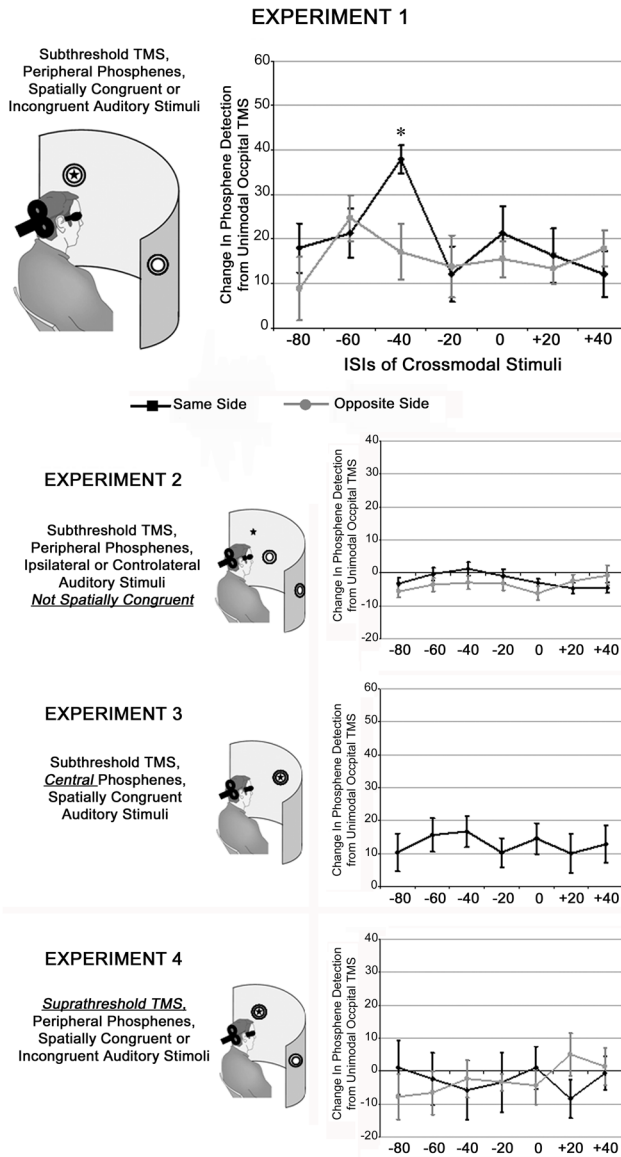 EXPERIMENT 1
Subthreshold TMS,
Peripheral Phosphenes,
Spatially Congruent or
Incongruent Auditory Stimuli
Change In Phosphene Detection
from Unimodal Occpital TMS
60
50
40
30
20
10
0
*
-80 -60 -40 -20 0 +20 +40
ISIs of Crossmodal Stimuli
Same Side Opposite Side
EXPERIMENT 2
Subthreshold TMS,
Peripheral Phosphenes,
Ipsilateral or Controlateral
Auditory Stimuli
Not Spatially Congruent
Change In Phosphene Detection
from Unimodal Occpital TMS
40
30
20
10
0
-10
-20
-80 -60 -40 -20 0 +20 +40
EXPERIMENT 3
Subthreshold TMS,
Central Phosphenes,
Spatially Congruent
Auditory Stimuli
Change In Phosphene Detection
from Unimodal Occpital TMS
60
50
40
30
20
10
0
-80 -60 -40 -20 0 +20 +40
EXPERIMENT 4
Suprathreshold TMS,
Peripheral Phosphenes,
Spatially Congruent or
Incongruent Auditory Stimuli
Change In Phosphene Detection
from Unimodal Occpital TMS
40
30
20
10
0
-10
-20
-80 -60 -40 -20 0 +20 +40